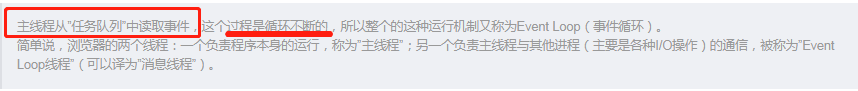 主线程从"任务队列"中读取事件，这个过程是循环不断的，所以整个的这种运行机制又称为Event Loop（事件循环）。
简单说，浏览器的两个线程：一个负责程序本身的运行，称为"主线程"；另一个负责主线程与其他进程（主要是各种I/O操作）的通信，被称为"Event
Loop线程"（可以译为"消息线程"）。